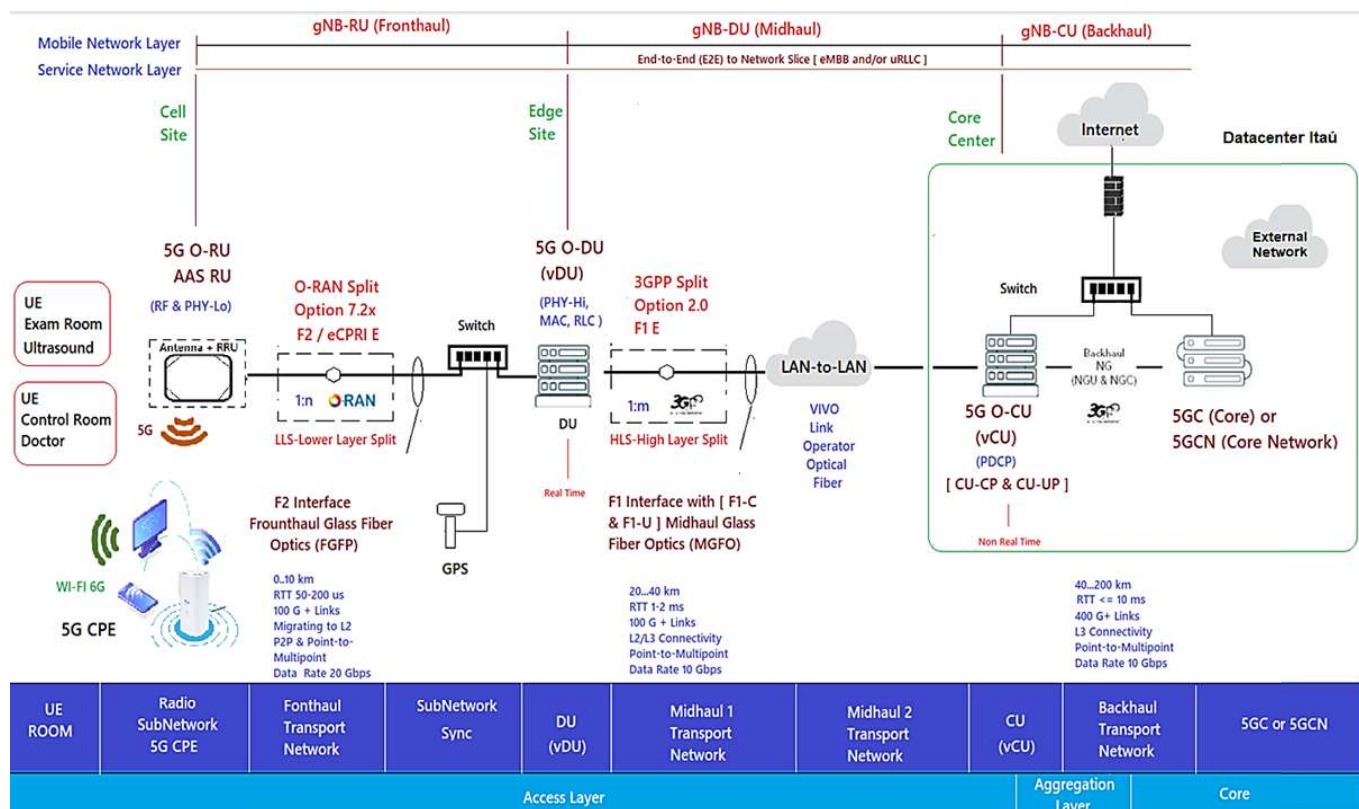 gNB-RU (Fronthaul)
gNB-DU (Midhaul)
gNB-CU (Backhaul)
Mobile Network Layer
Service Network Layer
End-to-End (E2E) to Network Slice [ eMBB and/or uRLLC ]
Cell
Site
Edge
Site
Core
Center
Internet
Datacenter Itaú
External
Network
5G O-RU
AAS RU
(RF & PHY-Lo)
Antenna + RRU
5G
UE
Exam Room
Ultrasound
UE
Control Room
Doctor
O-RAN Split
Option 7.2x
F2 / eCPRI E
1:n
O-RAN
LLS-Lower Layer Split
Switch
GPS
5G O-DU
(vDU)
(PHY-Hi,
MAC, RLC )
DU
Real Time
3GPP Split
Option 2.0
F1 E
1:m
3GPP
HLS-High Layer Split
LAN-to-LAN
VIVO
Link
Operator
Optical
Fiber
Switch
5G O-CU
(vCU)
(PDCP)
[ CU-CP & CU-UP ]
Non Real Time
Backhaul
NG
(NGU & NGC)
3GPP
5GC (Core) or
5GCN (Core Network)
WI-FI 6G
5G CPE
F2 Interface
Frounthaul Glass Fiber
Optics (FGFP)
0..10 km
RTT 50-200 us
100 G + Links
Migrating to L2
P2P & Point-to-
Multipoint
Data Rate 20 Gbps
F1 Interface with [ F1-C
& F1-U ] Midhaul Glass
Fiber Optics (MGFO)
20...40 km
RTT 1-2 ms
100 G + Links
L2/L3 Connectivity
Point-to-Multipoint
Data Rate 10 Gbps
40...200 km
RTT <= 10 ms
400 G+ Links
L3 Connectivity
Point-to-Multipoint
Data Rate 10 Gbps
UE
ROOM
Radio
SubNetwork
5G CPE
Fonthaul
Transport
Network
SubNetwork
Sync
DU
(vDU)
Midhaul 1
Transport
Network
Midhaul 2
Transport
Network
CU
(vCU)
Backhaul
Transport
Network
5GC or 5GCN
Access Layer
Aggregation
Layer
Core